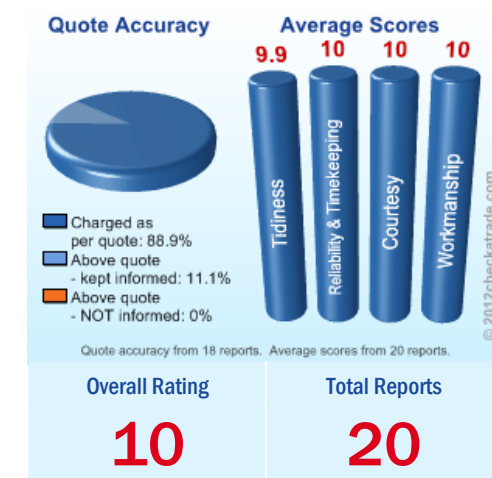 Quote Accuracy
Charged as
per quote: 88.9%
Above quote
- kept informed: 11.1%
Above quote
- NOT informed: 0%
Average Scores
9.9
10
10
10
Tidiness
Reliability & Timekeeping
Courtesy
Workmanship
© 2012checkatrade.com
Quote accuracy from 18 reports. Average scores from 20 reports.
Overall Rating
10
Total Reports
20